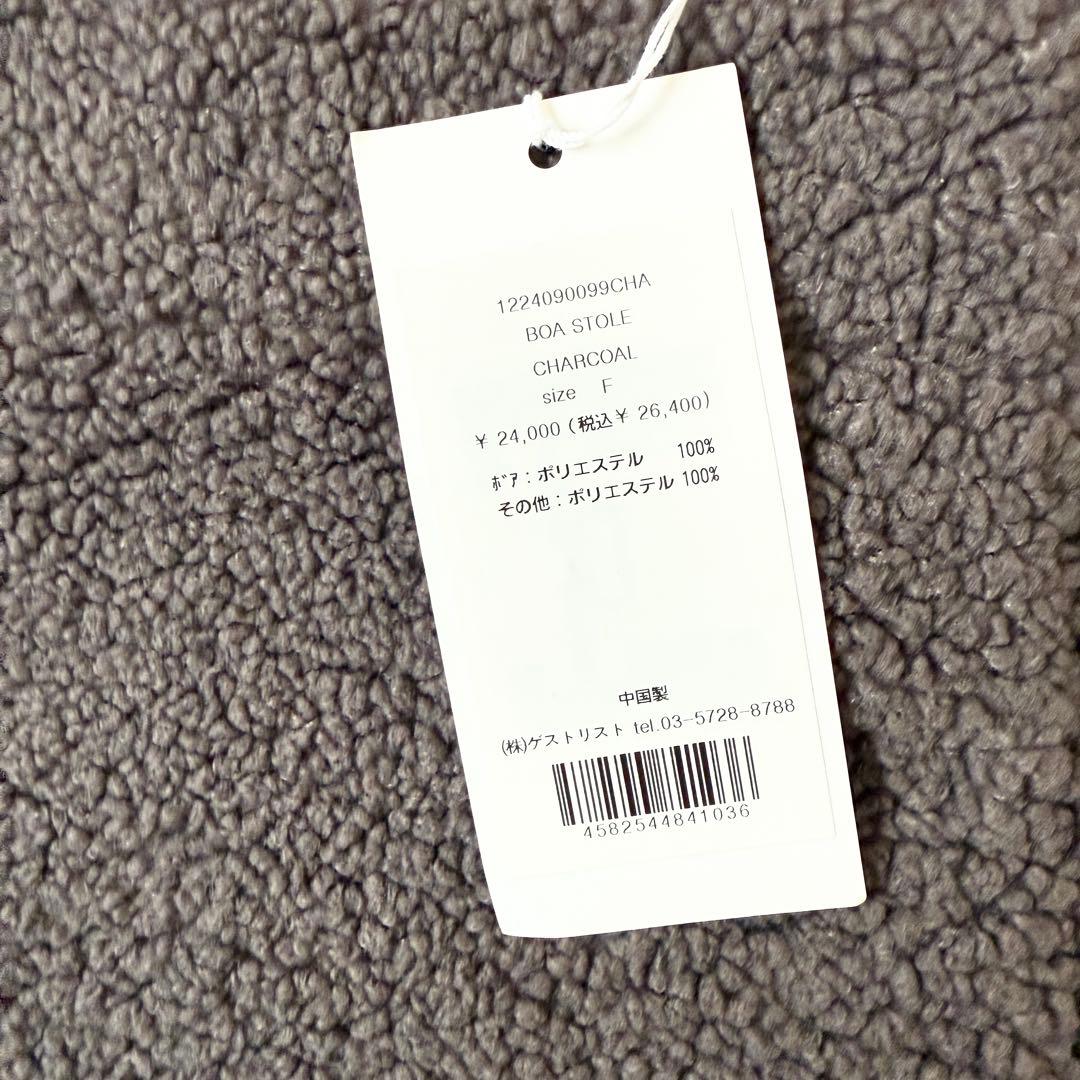 1224090099CHA
BOA STOLE
CHARCOAL
size F
¥ 24,000 (税込¥ 26,400)
ﾎﾞｱ：ポリエステル 100%
その他：ポリエステル 100%
中国製
(株)ゲストリスト tel.03-5728-8788
4582544841036